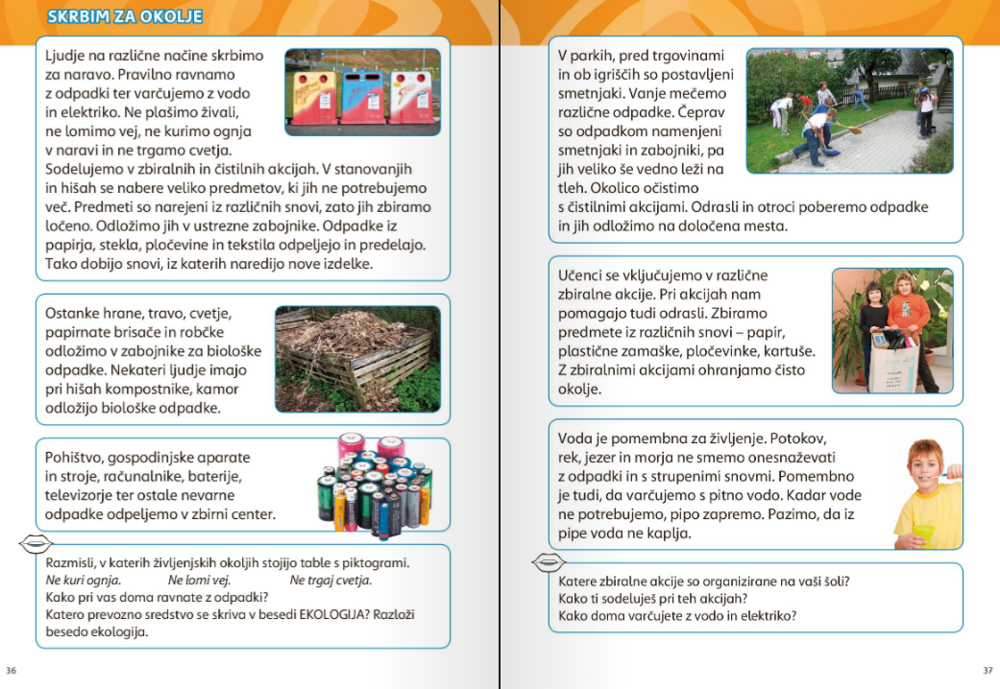 SKRBIM ZA OKOLJE
Ljudje na različne načine skrbimo
za naravo. Pravilno ravnamo
z odpadki ter varčujemo z vodo
in elektriko. Ne plašimo živali,
ne lomimo vej, ne kurimo ognja
v naravi in ne trgamo cvetja.
Sodelujemo v zbiralnih in čistilnih akcijah. V stanovanjih
in hišah se nabere veliko predmetov, ki jih ne potrebujemo
več. Predmeti so narejeni iz različnih snovi, zato jih zbiramo
ločeno. Odložimo jih v ustrezne zabojnike. Odpadke iz
papirja, stekla, pločevine in tekstila odpeljejo in predelajo.
Tako dobijo snovi, iz katerih naredijo nove izdelke.
Ostanke hrane, travo, cvetje,
papirnate brisače in robčke
odložimo v zabojnike za biološke
odpadke. Nekateri ljudje imajo
pri hišah kompostnike, kamor
odložijo biološke odpadke.
Pohištvo, gospodinjske aparate
in stroje, računalnike, baterije,
televizorje ter ostale nevarne
odpadke odpeljemo v zbirni center.
Razmisli, v katerih življenjskih okoljih stojijo table s piktogrami.
Ne kuri ognja. Ne lomi vej. Ne trgaj cvetja.
Kako pri vas doma ravnate z odpadki?
Katero prevozno sredstvo se skriva v besedi EKOLOGIJA? Razloži
besedo ekologija.
36
V parkih, pred trgovinami
in ob igriščih so postavljeni
smetnjaki. Vanje mečemo
različne odpadke. Čeprav
so odpadkom namenjeni
smetnjaki in zabojniki, pa
jih veliko še vedno leži na
tleh. Okolico očistimo
s čistilnimi akcijami. Odrasli in otroci poberemo odpadke
in jih odložimo na določena mesta.
Učenci se vključujemo v različne
zbiralne akcije. Pri akcijah nam
pomagajo tudi odrasli. Zbiramo
predmete iz različnih snovi – papir,
plastične zamaške, pločevinke, kartuše.
Z zbiralnimi akcijami ohranjamo čisto
okolje.
Voda je pomembna za življenje. Potokov,
rek, jezer in morja ne smemo onesnaževati
z odpadki in s strupenimi snovmi. Pomembno
je tudi, da varčujemo s pitno vodo. Kadar vode
ne potrebujemo, pipo zapremo. Pazimo, da iz
pipe voda ne kaplja.
Katere zbiralne akcije so organizirane na vaši šoli?
Kako ti sodeluješ pri teh akcijah?
Kako doma varčujete z vodo in elektriko?
37